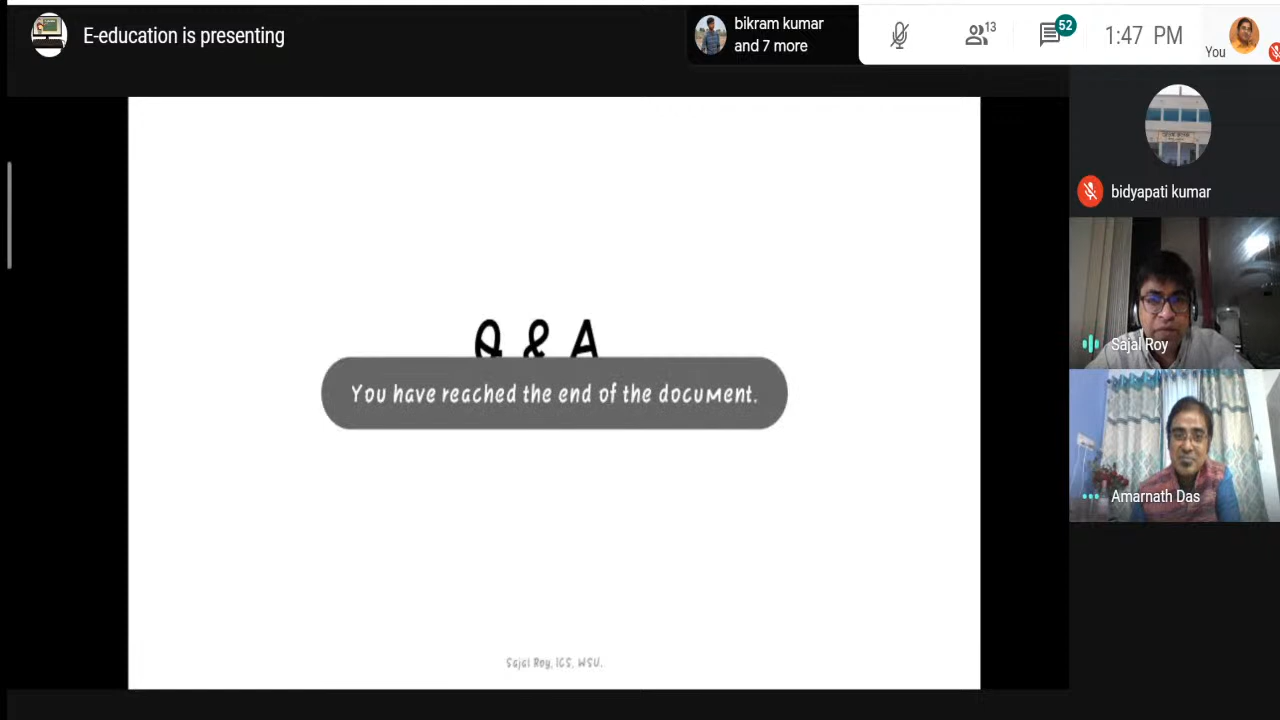 E-education is presenting
bikram kumar
and 7 more
13
52
1:47 PM
You
bidyapati kumar
Sajal Roy
Amarnath Das
Q & A
You have reached the end of the document.
Sajal Roy, ICS, WSU.